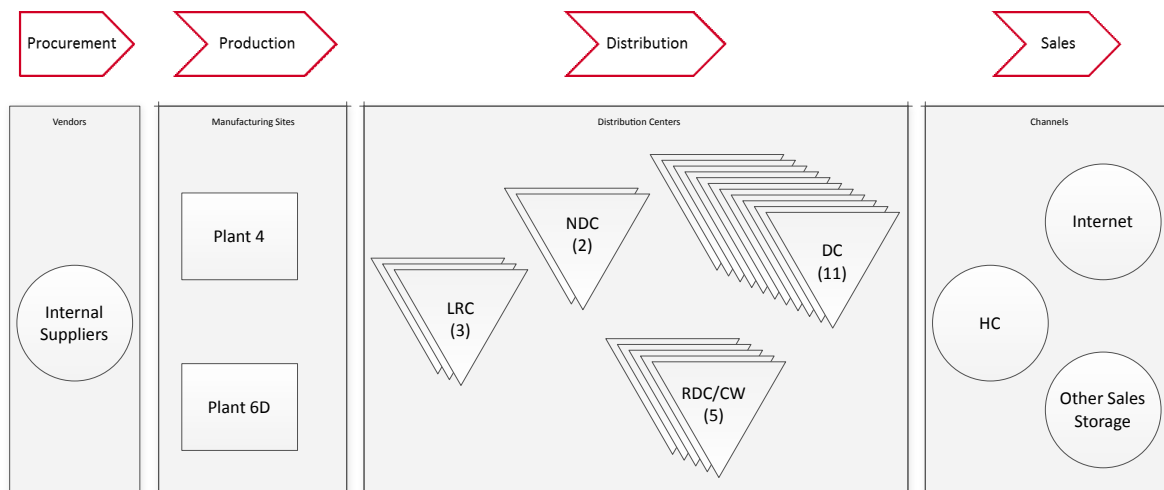 Procurement
Production
Distribution
Sales
Vendors
Manufacturing Sites
Distribution Centers
Channels
Internal
Suppliers
Plant 4
Plant 6D
LRC
(3)
NDC
(2)
DC
(11)
RDC/CW
(5)
Internet
HC
Other Sales
Storage